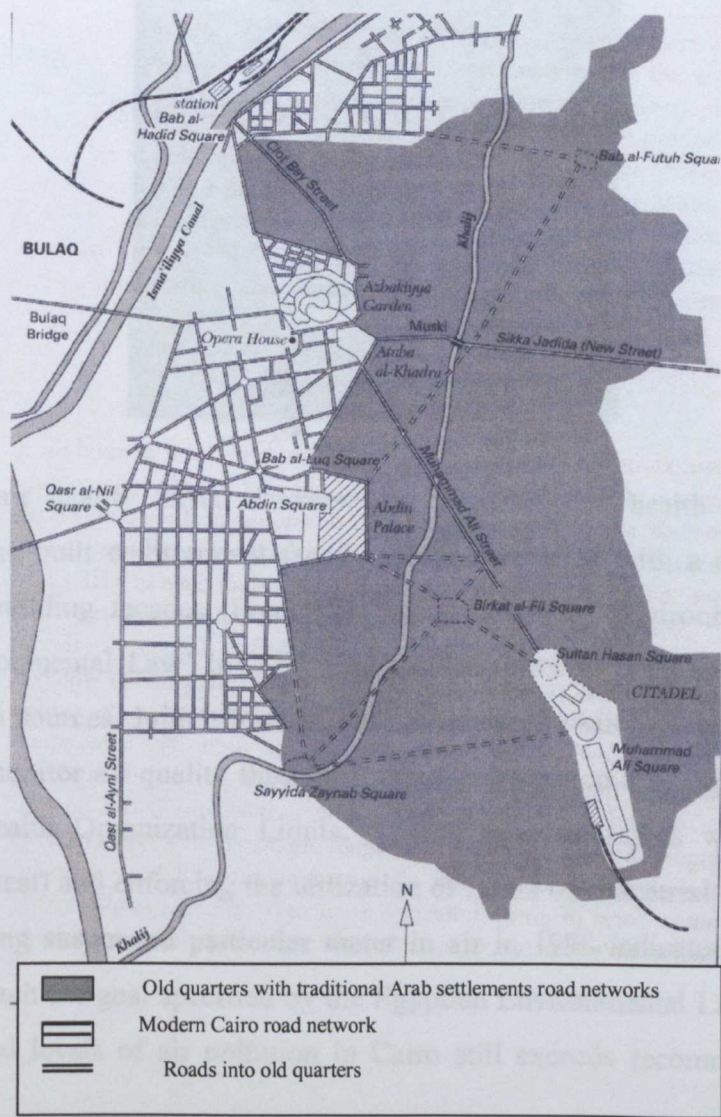 station
Bab al-
Hadid Square
Clot Bey Street
Bab al-Futuh Squar
Khalij
BULAQ
Isma'iliyya Canal
Azbakiyya
Garden
Bulaq
Bridge
Opera House
Muski
Sikka Jadida (New Street)
Ataba
al-Khadra
Bab al-Luq Square
Muhammad Ali Street
Qasr al-Nil
Square
Abdin Square
Abdin
Palace
Birkat al-Fil Square
Sultan Hasan Square
CITADEL
Muhammad
Ali Square
Qasr al-Ayni Street
Sayyida Zaynab Square
Khalij
N
Old quarters with traditional Arab settlements road networks
Modern Cairo road network
Roads into old quarters